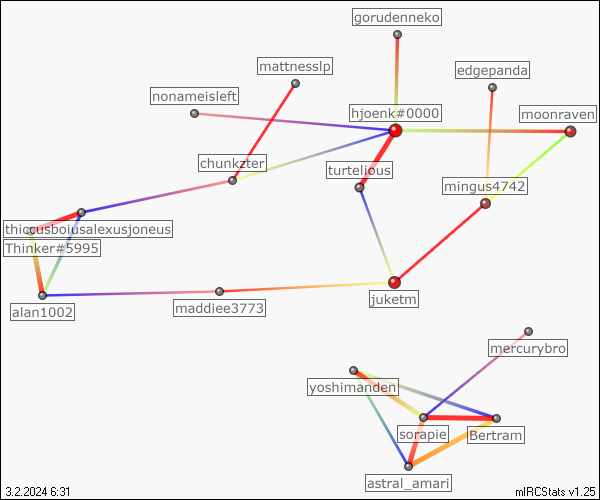 gorudenneko
mattnesslp
edgepanda
nonameisleft
hjoenk#0000
moonraven
chunkzter
turtelious
mingus4742
thiccusboiusalexusjoneus
Thinker#5995
juketm
maddiee3773
alan1002
mercurybro
yoshimanden
sorapie
Bertram
astral_amari
3.2.2024 6:31
mIRCStats v1.25